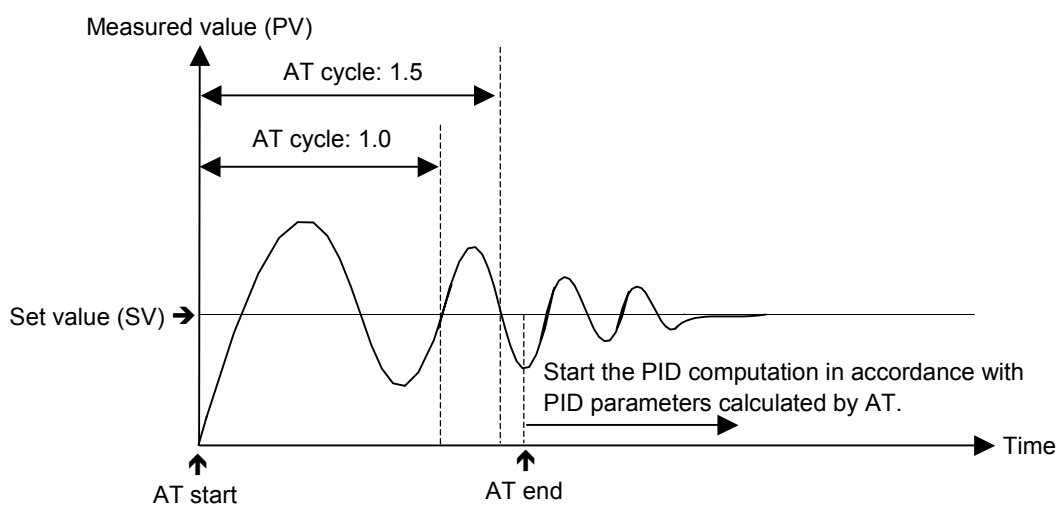 Measured value (PV)
AT cycle: 1.5
AT cycle: 1.0
Set value (SV)
Start the PID computation in accordance with
PID parameters calculated by AT.
Time
AT start
AT end